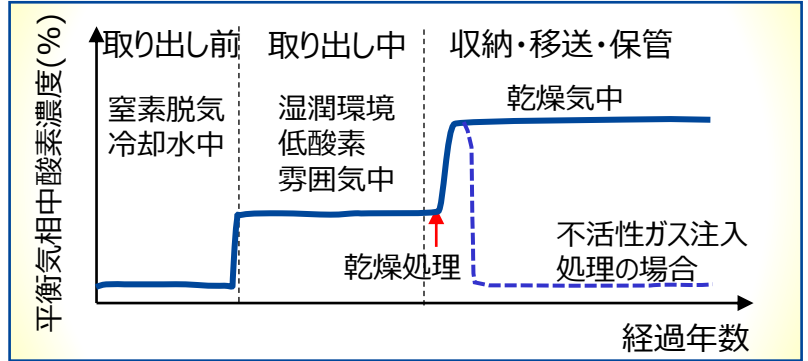 平衡気相中酸素濃度(%)
取り出し前
取り出し中
収納・移送・保管
窒素脱気
冷却水中
湿潤環境
低酸素
雰囲気中
乾燥気中
乾燥処理
不活性ガス注入
処理の場合
経過年数